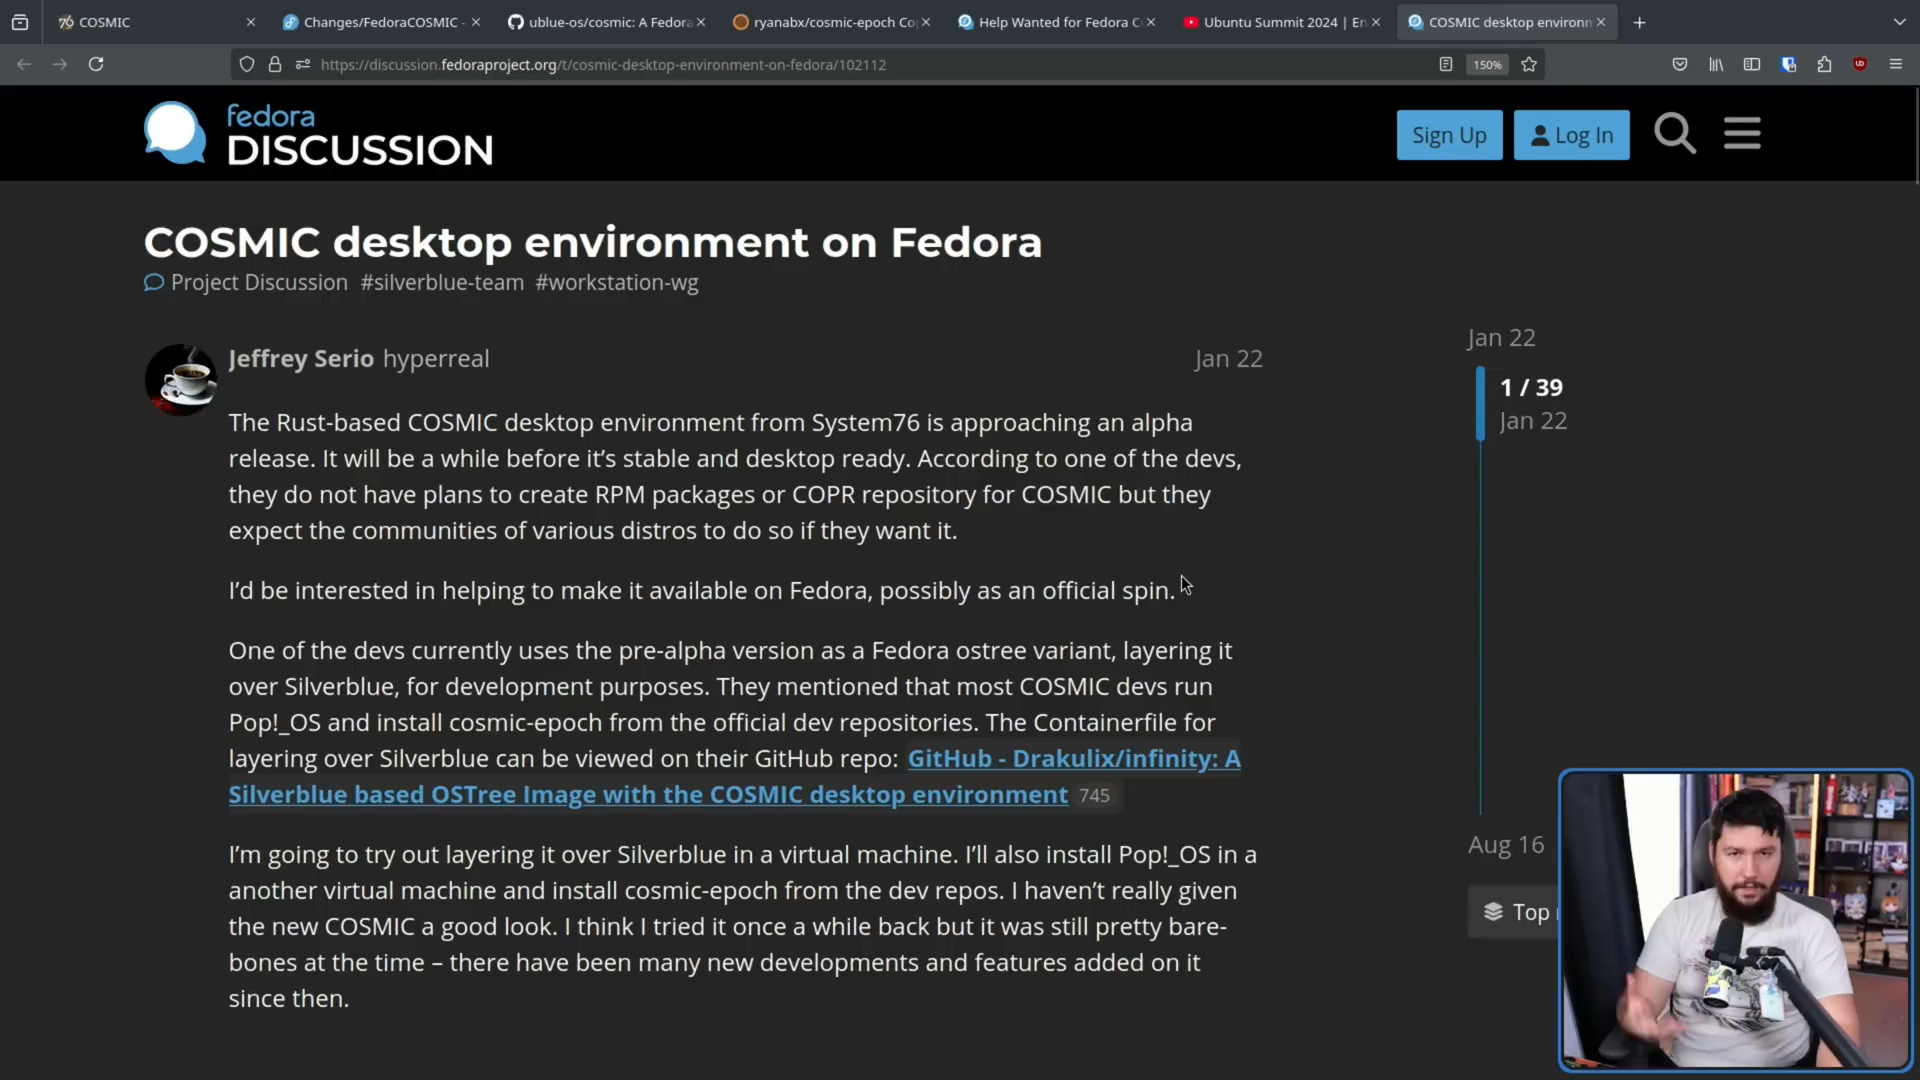 COSMIC
Changes/FedoraCOSMIC -
ublue-os/cosmic: A Fedora
ryanabx/cosmic-epoch Co
Help Wanted for Fedora C
Ubuntu Summit 2024 | En
COSMIC desktop environm
https://discussion.fedoraproject.org/t/cosmic-desktop-environment-on-fedora/102112
150%
fedora
DISCUSSION
Sign Up
Log In
COSMIC desktop environment on Fedora
Project Discussion #silverblue-team #workstation-wg
Jeffrey Serio hyperreal
Jan 22
The Rust-based COSMIC desktop environment from System76 is approaching an alpha
release. It will be a while before it’s stable and desktop ready. According to one of the devs,
they do not have plans to create RPM packages or COPR repository for COSMIC but they
expect the communities of various distros to do so if they want it.
I’d be interested in helping to make it available on Fedora, possibly as an official spin.
One of the devs currently uses the pre-alpha version as a Fedora ostree variant, layering it
over Silverblue, for development purposes. They mentioned that most COSMIC devs run
Pop!_OS and install cosmic-epoch from the official dev repositories. The Containerfile for
layering over Silverblue can be viewed on their GitHub repo: GitHub - Drakulix/infinity: A
Silverblue based OSTree Image with the COSMIC desktop environment 745
I’m going to try out layering it over Silverblue in a virtual machine. I’ll also install Pop!_OS in a
another virtual machine and install cosmic-epoch from the dev repos. I haven’t really given
the new COSMIC a good look. I think I tried it once a while back but it was still pretty bare-
bones at the time – there have been many new developments and features added on it
since then.
Jan 22
1 / 39
Jan 22
Aug 16
Top